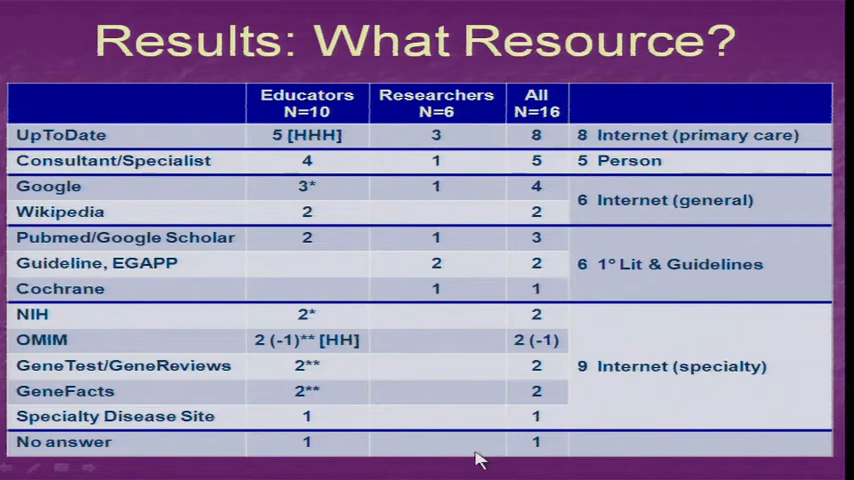 Results: What Resource?
Educators N=10 Researchers N=6 All N=16
UpToDate 5 [HHH] 3 8 8 Internet (primary care)
Consultant/Specialist 4 1 5 5 Person
Google 3* 1 4
6 Internet (general)
Wikipedia 2 2
Pubmed/Google Scholar 2 1 3
Guideline, EGAPP 2 2 6 1º Lit & Guidelines
Cochrane 1 1
NIH 2* 2
OMIM 2 (-1)** [HH] 2 (-1)
GeneTest/GeneReviews 2** 2 9 Internet (specialty)
GeneFacts 2** 2
Specialty Disease Site 1 1
No answer 1 1